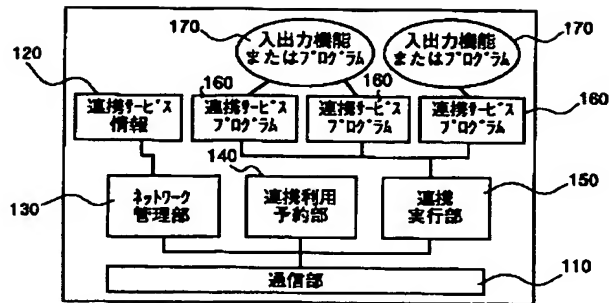 170
入出力機能
またはプログラム
入出力機能
またはプログラム
170
120
160
160
連携サービス
情報
連携サービス
プログラム
連携サービス
プログラム
連携サービス
プログラム
160
140
130
ネットワーク
管理部
連携利用
予約部
連携
実行部
150
通信部
110